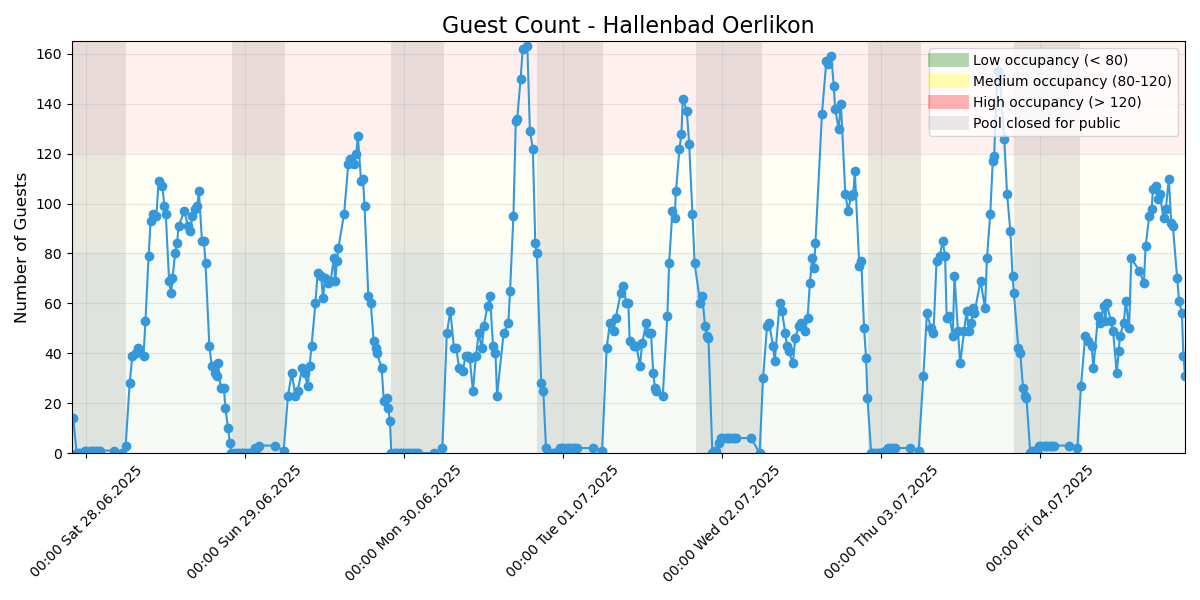 Guest Count - Hallenbad Oerlikon
Number of Guests
160
140
120
100
80
60
40
20
0
Low occupancy (< 80)
Medium occupancy (80-120)
High occupancy (> 120)
Pool closed for public
00:00 Sat 28.06.2025
00:00 Sun 29.06.2025
00:00 Mon 30.06.2025
00:00 Tue 01.07.2025
00:00 Wed 02.07.2025
00:00 Thu 03.07.2025
00:00 Fri 04.07.2025